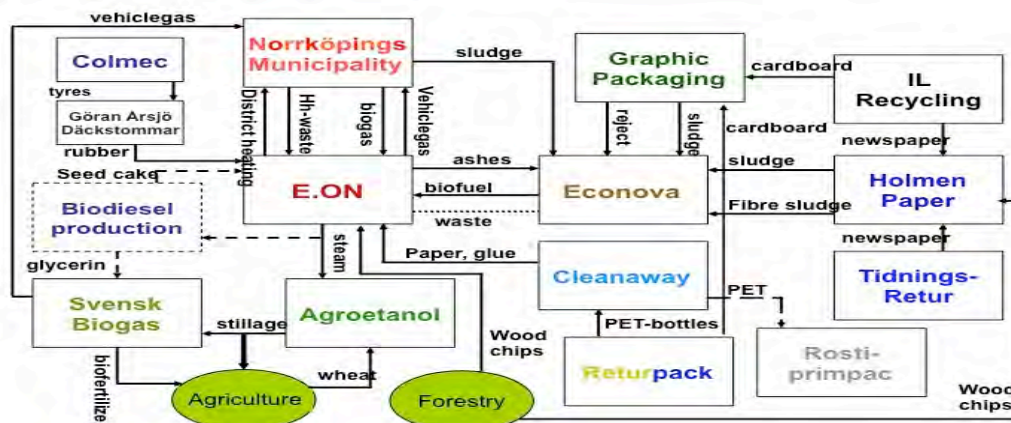 vehiclegas
Colmec
Norrköpings
Municipality
sludge
Graphic
Packaging
cardboard
IL
Recycling
tyres
Göran Arsjö
Däckstommar
rubber
District heating
Hh-waste
biogas
Vehiclegas
reject
sludge
cardboard
newspaper
Seed cake
Biodiesel
production
E.ON
ashes
biofuel
waste
Econova
sludge
Fibre sludge
Holmen
Paper
newspaper
glycerin
steam
Paper, glue
Cleanaway
PET
Tidnings-
Retur
Svensk
Biogas
stillage
Agroetanol
Wood
chips
PET-bottles
Returpack
Rosti-
primpac
biofertilize
Agriculture
wheat
Forestry
Wood
chips